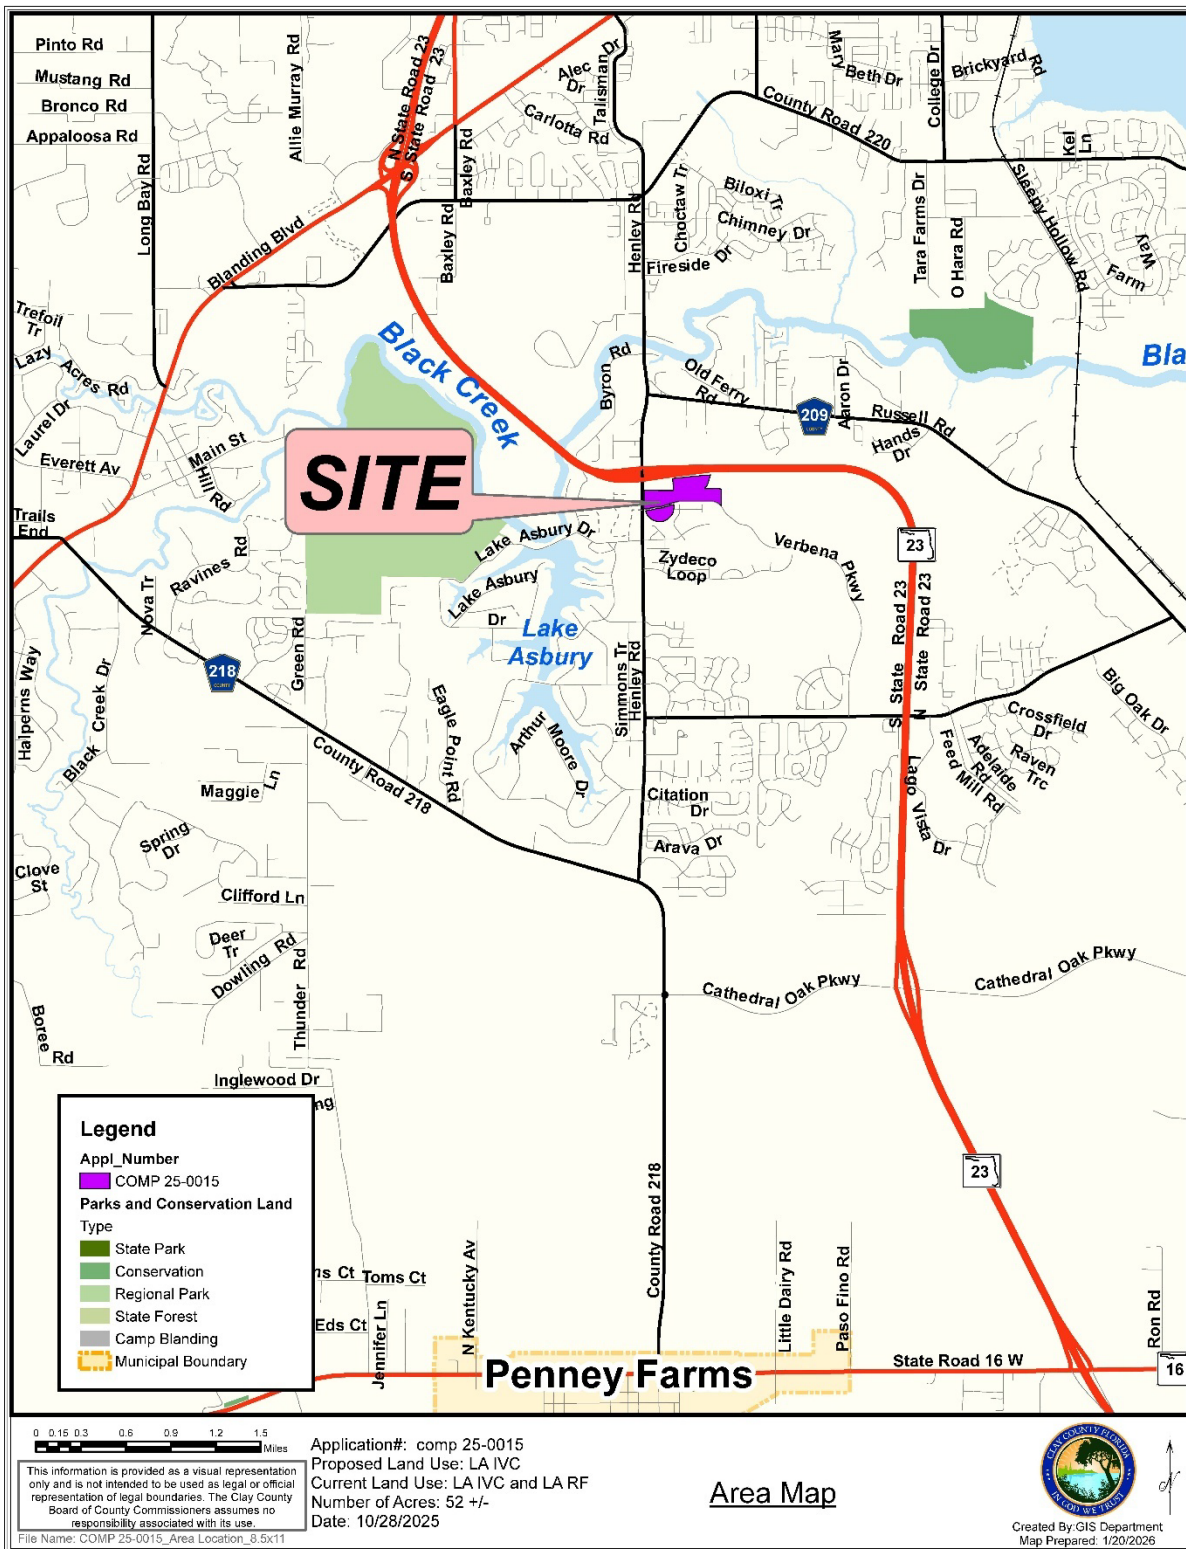 Pinto Rd
Mustang Rd
Bronco Rd
Appaloosa Rd
Long Bay Rd
Allie Murray Rd
N State Road 23
S State Road 23
Baxley Rd
Baxley Rd
Alec Dr
Talisman Dr
Carlotta Rd
Mary Beth Dr
College Dr
Brickyard Rd
County Road 220
Kel Ln
Sleepy Hollow Rd
Blanding Blvd
Henley Rd
Choctaw Tr
Biloxi Tr
Chimney Dr
Fireside Dr
Tara Farms Dr
O Hara Rd
May Farm
Trefoil Tr
Lazy Acres Rd
Laurel Dr
Everett Av
Main St
Hill Rd
Black Creek
Byron Rd
Old Ferry Rd
Aaron Dr
209
COUNTY
Russell Rd
Hands Dr
Bla
SITE
Trails End
Ravines Rd
Nova Tr
Green Rd
Lake Asbury Dr
Lake Asbury Dr
Lake Asbury
Zydeco Loop
Verbena Pkwy
23
S State Road 23
N State Road 23
Halperns Way
Black Creek Dr
218
COUNTY
County Road 218
Eagle Point Rd
Arthur Moore Dr
Simmons Tr
Henley Rd
Big Oak Dr
Crossfield Dr
Raven Trc
Adelaide Rd
Feed Mill Rd
Lago Vista Dr
Maggie Ln
Spring Dr
Clove St
Citation Dr
Arava Dr
Clifford Ln
Deer Tr
Dowling Rd
Thunder Rd
Boree Rd
Cathedral Oak Pkwy
Cathedral Oak Pkwy
Inglewood Dr
ng
County Road 218
23
ns Ct
Toms Ct
Eds Ct
Jennifer Ln
N Kentucky Av
Little Dairy Rd
Paso Fino Rd
Ron Rd
Penney Farms
State Road 16 W
16
Legend
Appl_Number
COMP 25-0015
Parks and Conservation Land
Type
State Park
Conservation
Regional Park
State Forest
Camp Blanding
Municipal Boundary
0 0.15 0.3 0.6 0.9 1.2 1.5
Miles
This information is provided as a visual representation
only and is not intended to be used as legal or official
representation of legal boundaries. The Clay County
Board of County Commissioners assumes no
responsibility associated with its use.
File Name: COMP 25-0015_Area Location_8.5x11
Application#: comp 25-0015
Proposed Land Use: LA IVC
Current Land Use: LA IVC and LA RF
Number of Acres: 52 +/-
Date: 10/28/2025
Area Map
CLAY COUNTY FLORIDA
IN GOD WE TRUST
N
Created By:GIS Department
Map Prepared: 1/20/2026